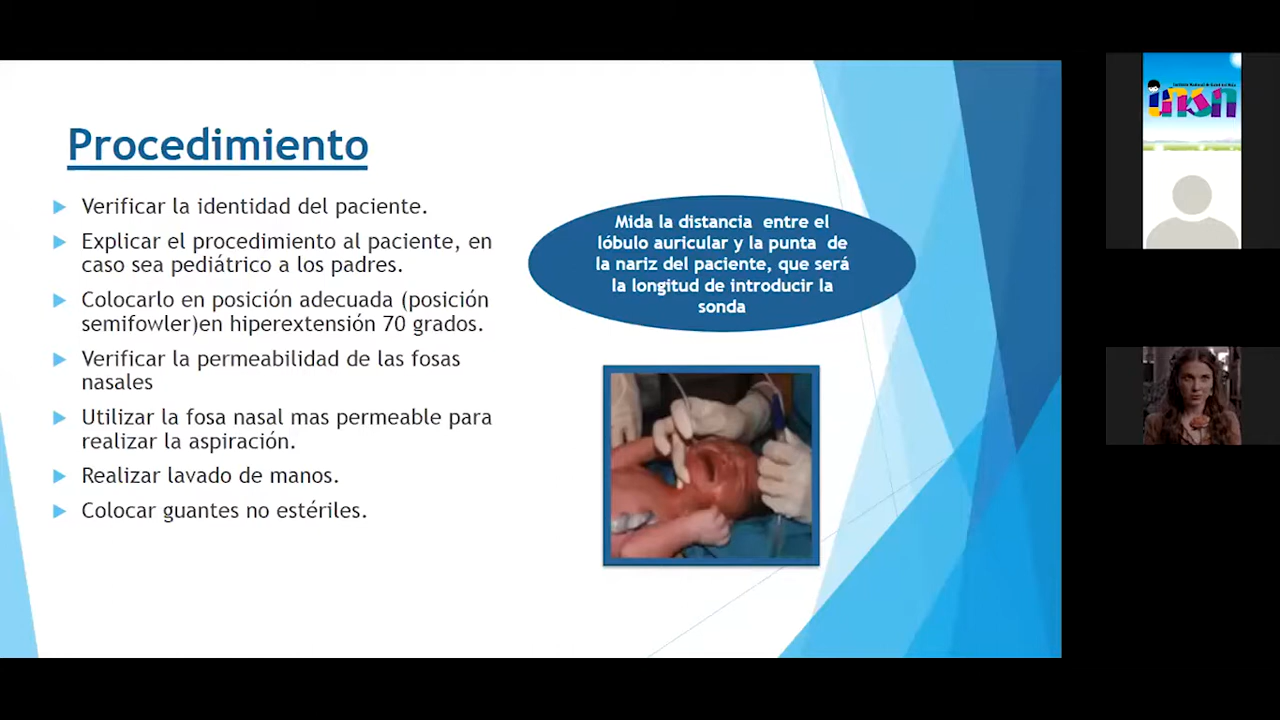 Procedimiento
Verificar la identidad del paciente.
Explicar el procedimiento al paciente, en
caso sea pediátrico a los padres.
Colocarlo en posición adecuada (posición
semifowler)en hiperextensión 70 grados.
Verificar la permeabilidad de las fosas
nasales
Utilizar la fosa nasal mas permeable para
realizar la aspiración.
Realizar lavado de manos.
Colocar guantes no estériles.
Mida la distancia entre el
lóbulo auricular y la punta de
la nariz del paciente, que será
la longitud de introducir la
sonda
insn